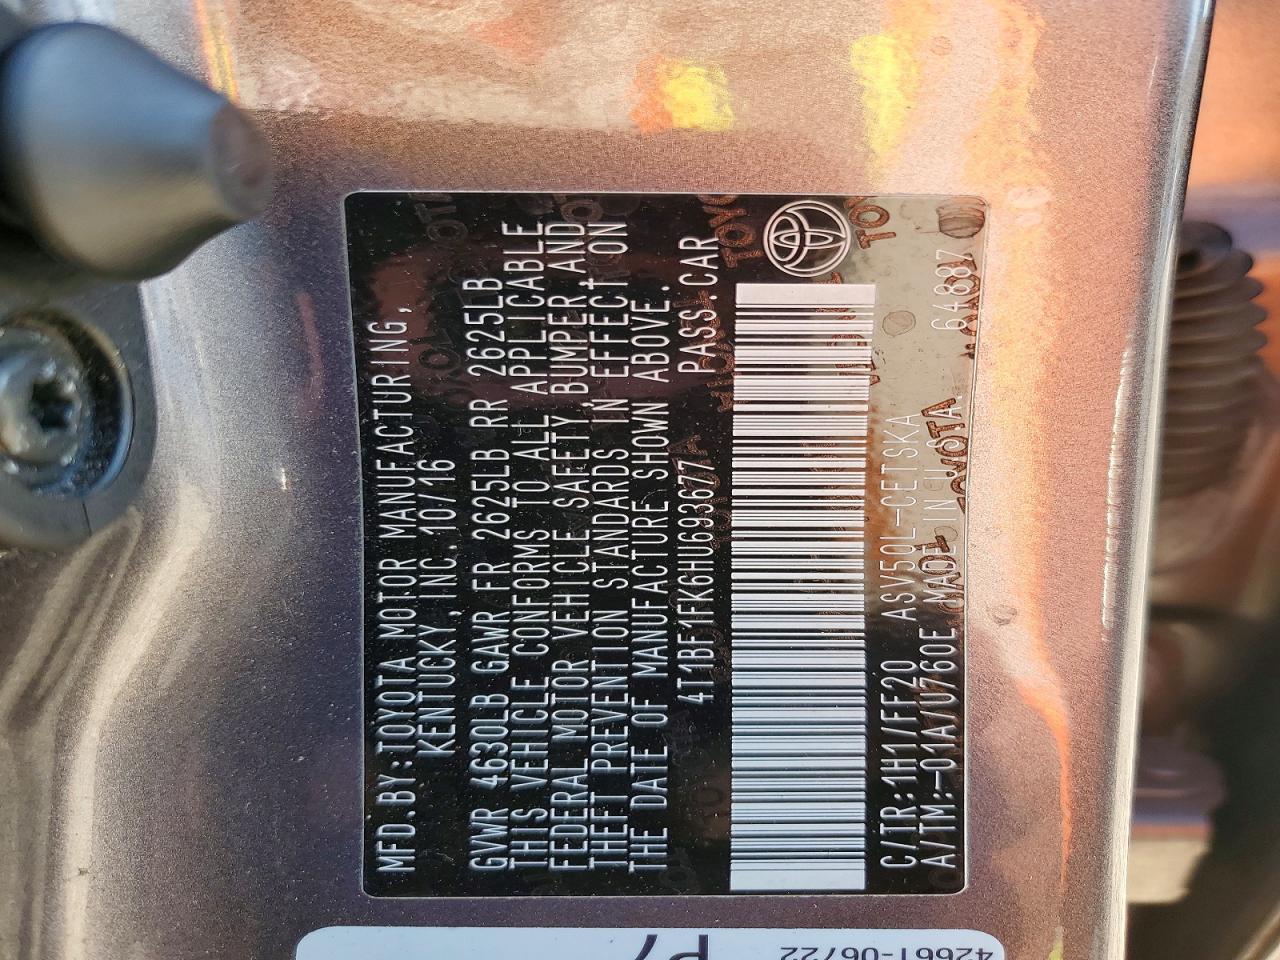 MFD.BY:TOYOTA MOTOR MANUFACTURING,
KENTUCKY, INC. 10/16
GVWR 4630LB GAWR FR 2625LB RR 2625LB
THIS VEHICLE CONFORMS TO ALL APPLICABLE
FEDERAL MOTOR VEHICLE SAFETY BUMPER, AND
THEFT PREVENTION STANDARDS IN EFFECT ON
THE DATE OF MANUFACTURE SHOWN ABOVE.
4T1BF1FK6HU693677 PASS.CAR
C/TR:1H1/FF20 ASV50L-CETSKA
A/TM:-01A/U760E MADE IN U.S.A. 64887
42661-06722